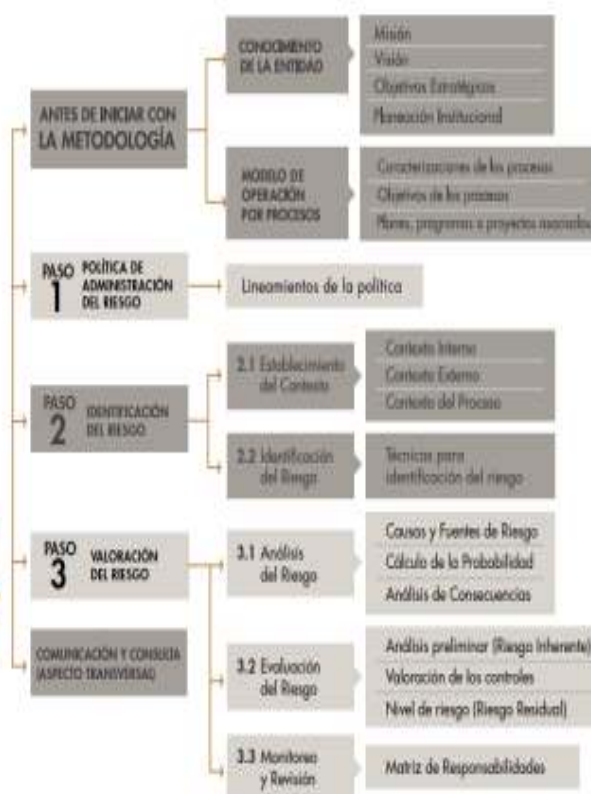 ANTES DE INICIAR CON
LA METODOLOGÍA
CONOCIMIENTO
DE LA ENTIDAD
Misión
Visión
Objetivos Estratégicos
Planeación Institucional
MODELO DE
OPERACIÓN
POR PROCESOS
Caracterizaciones de los procesos
Objetivos de los procesos
Planes, programas o proyectos asociados
PASO
1
POLÍTICA DE
ADMINISTRACIÓN
DEL RIESGO
Lineamientos de la política
PASO
2
IDENTIFICACIÓN
DEL RIESGO
2.1 Establecimiento
del Contexto
Contexto Interno
Contexto Externo
Contexto del Proceso
2.2 Identificación
del Riesgo
Técnicas para
identificación del riesgo
PASO
3
VALORACIÓN
DEL RIESGO
3.1 Análisis
del Riesgo
Causas y Fuentes de Riesgo
Cálculo de la Probabilidad
Análisis de Consecuencias
3.2 Evaluación
del Riesgo
Análisis preliminar (Riesgo Inherente)
Valoración de los controles
Nivel de riesgo (Riesgo Residual)
3.3 Monitoreo
y Revisión
Matriz de Responsabilidades
COMUNICACIÓN Y CONSULTA
(ASPECTO TRANSVERSAL)